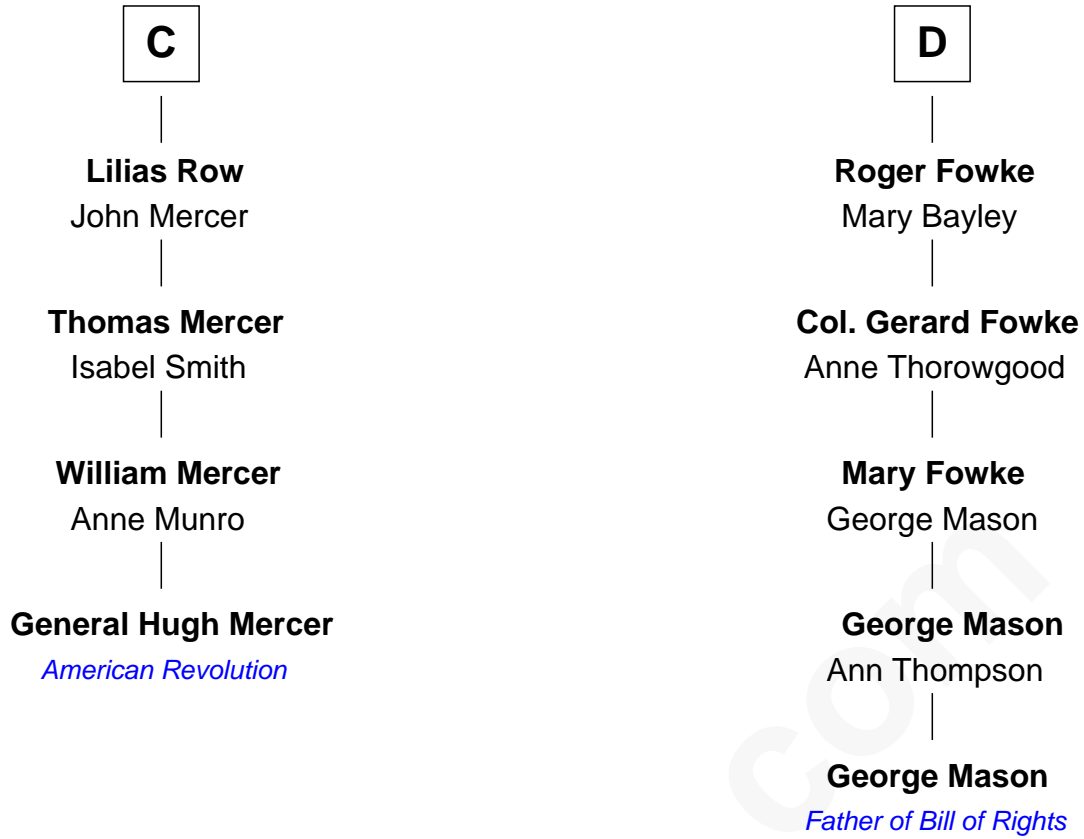 C
Lilias Row
John Mercer
Thomas Mercer
Isabel Smith
William Mercer
Anne Munro
General Hugh Mercer
American Revolution
D
Roger Fowke
Mary Bayley
Col. Gerard Fowke
Anne Thorowgood
Mary Fowke
George Mason
George Mason
Ann Thompson
George Mason
Father of Bill of Rights
com